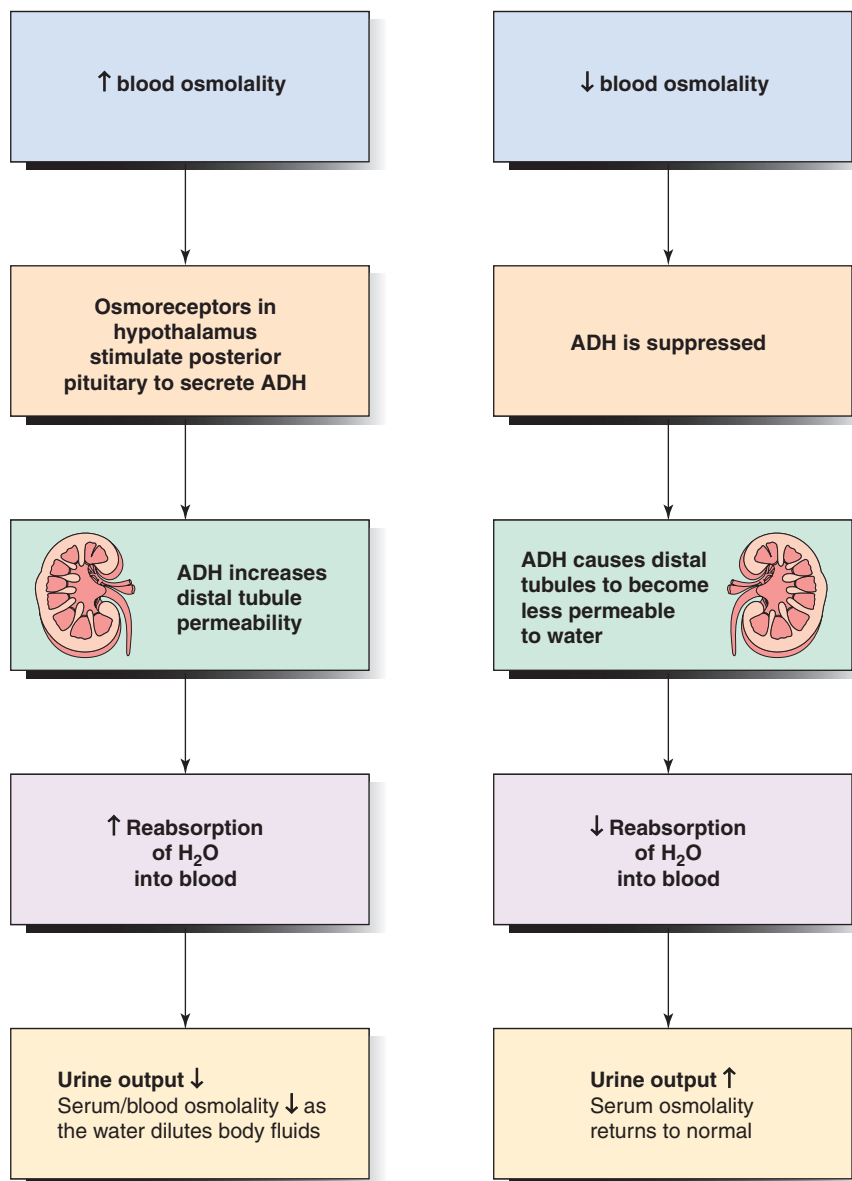 ↑ blood osmolality
Osmoreceptors in
hypothalamus
stimulate posterior
pituitary to secrete ADH
ADH increases
distal tubule
permeability
↑ Reabsorption
of H₂O
into blood
Urine output ↓
Serum/blood osmolality ↓ as
the water dilutes body fluids
↓ blood osmolality
ADH is suppressed
ADH causes distal
tubules to become
less permeable
to water
↓ Reabsorption
of H₂O
into blood
Urine output ↑
Serum osmolality
returns to normal